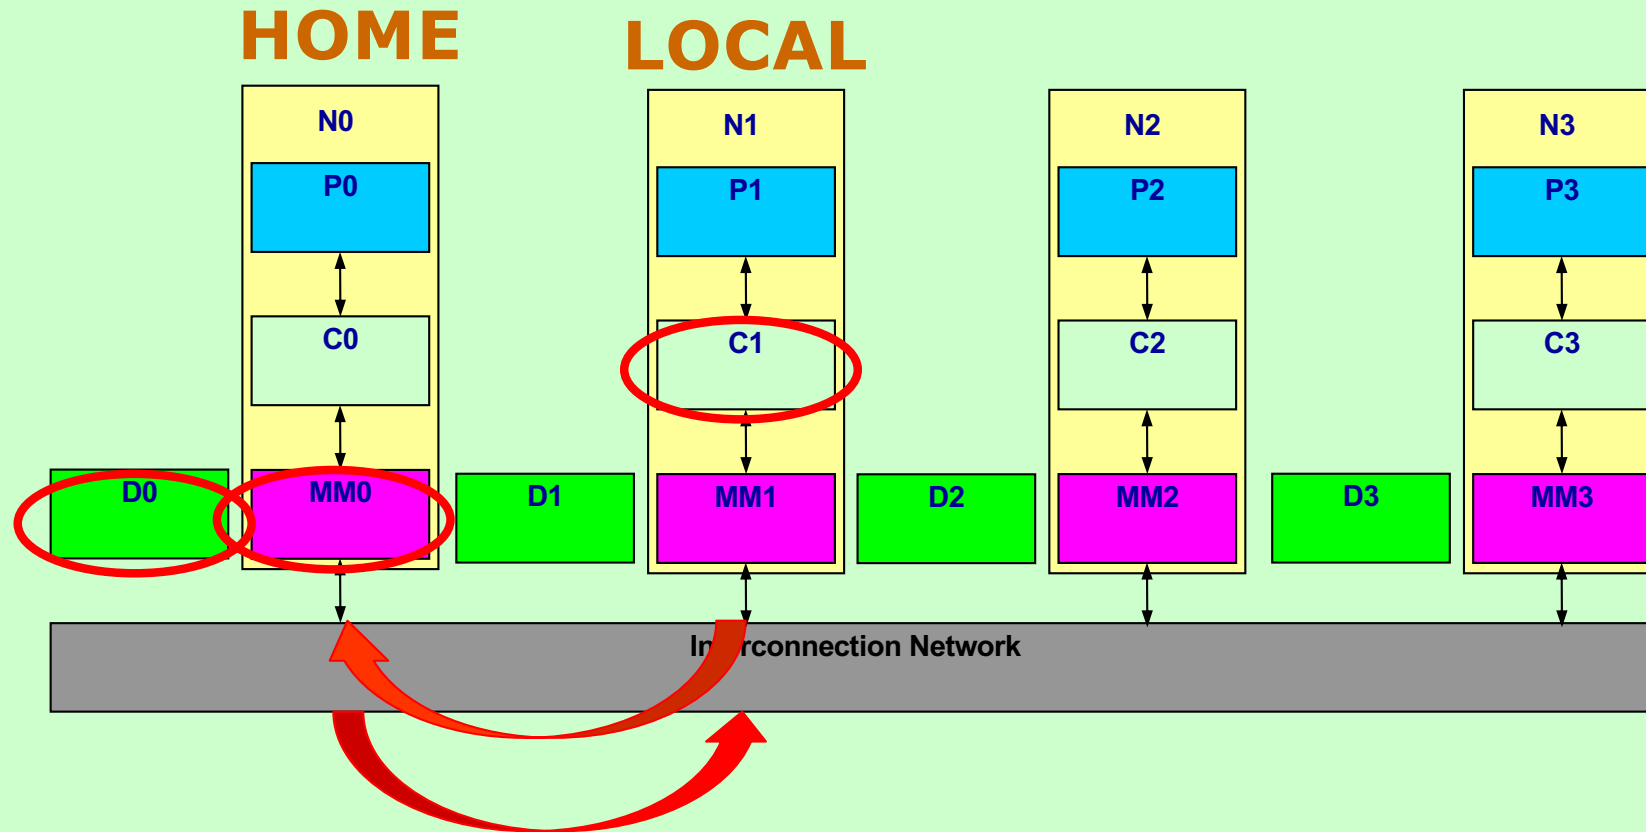 HOME
LOCAL
N0
N1
N2
N3
P0
P1
P2
P3
C0
C1
C2
C3
D0
MM0
D1
MM1
D2
MM2
D3
MM3
Interconnection Network